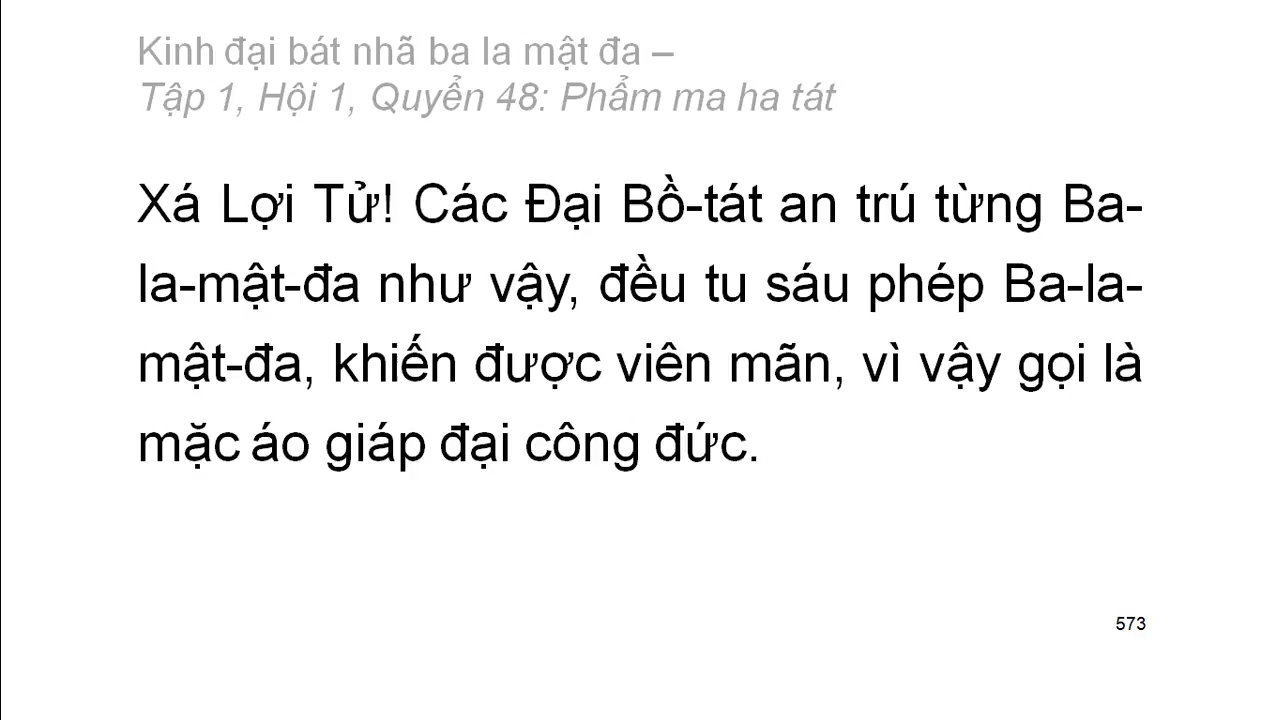 Kinh đại bát nhã ba la mật đa –
Tập 1, Hội 1, Quyển 48: Phẩm ma ha tát
Xá Lợi Tử! Các Đại Bồ-tát an trú từng Ba-
la-mật-đa như vậy, đều tu sáu phép Ba-la-
mật-đa, khiến được viên mãn, vì vậy gọi là
mặc áo giáp đại công đức.
573